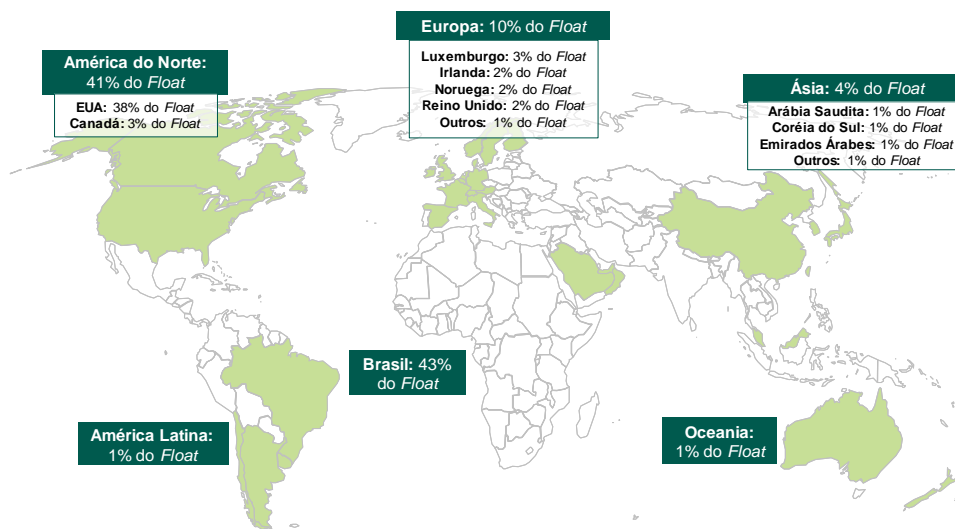 Europa: 10% do Float
Luxemburgo: 3% do Float
Irlanda: 2% do Float
Noruega: 2% do Float
Reino Unido: 2% do Float
Outros: 1% do Float
América do Norte:
41% do Float
EUA: 38% do Float
Canadá: 3% do Float
Ásia: 4% do Float
Arábia Saudita: 1% do Float
Coréia do Sul: 1% do Float
Emirados Árabes: 1% do Float
Outros: 1% do Float
Brasil: 43%
do Float
América Latina:
1% do Float
Oceania:
1% do Float